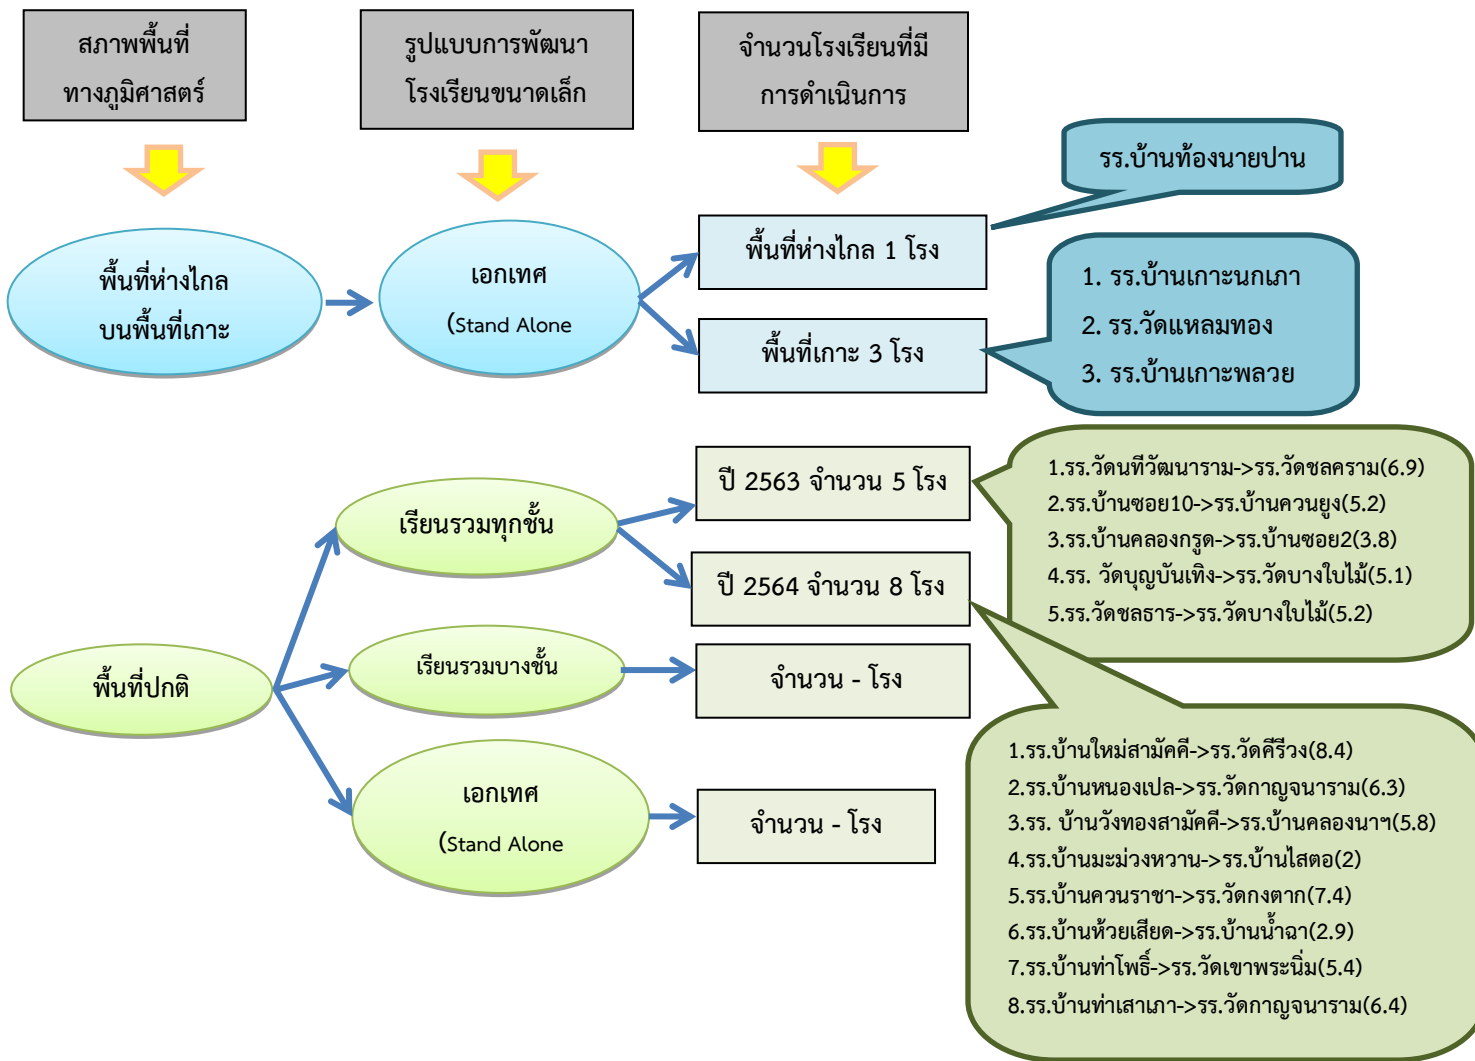 สภาพพื้นที่
ทางภูมิศาสตร์
รูปแบบการพัฒนา
โรงเรียนขนาดเล็ก
จำนวนโรงเรียนที่มี
การดำเนินการ
รร.บ้านท้องนายปาน
พื้นที่ห่างไกล
บนพื้นที่เกาะ
เอกเทศ
(Stand Alone
พื้นที่ห่างไกล 1 โรง
พื้นที่เกาะ 3 โรง
1. รร.บ้านเกาะนกเภา
2. รร.วัดแหลมทอง
3. รร.บ้านเกาะพลวย
พื้นที่ปกติ
เรียนรวมทุกชั้น
ปี 2563 จำนวน 5 โรง
ปี 2564 จำนวน 8 โรง
1.รร.วัดนทีวัฒนาราม->รร.วัดชลคราม(6.9)
2.รร.บ้านซอย10->รร.บ้านควนยูง(5.2)
3.รร.บ้านคลองกรูด->รร.บ้านซอย2(3.8)
4.รร. วัดบุญบันเทิง->รร.วัดบางใบไม้(5.1)
5.รร.วัดชลธาร->รร.วัดบางใบไม้(5.2)
เรียนรวมบางชั้น
จำนวน - โรง
เอกเทศ
(Stand Alone
จำนวน - โรง
1.รร.บ้านใหม่สามัคคี->รร.วัดคีรีวง(8.4)
2.รร.บ้านหนองเปล->รร.วัดกาญจนาราม(6.3)
3.รร. บ้านวังทองสามัคคี->รร.บ้านคลองนาฯ(5.8)
4.รร.บ้านมะม่วงหวาน->รร.บ้านไสตอ(2)
5.รร.บ้านควนราชา->รร.วัดกงตาก(7.4)
6.รร.บ้านห้วยเสียด->รร.บ้านน้ำฉา(2.9)
7.รร.บ้านท่าโพธิ์->รร.วัดเขาพระนิ่ม(5.4)
8.รร.บ้านท่าเสาเภา->รร.วัดกาญจนาราม(6.4)